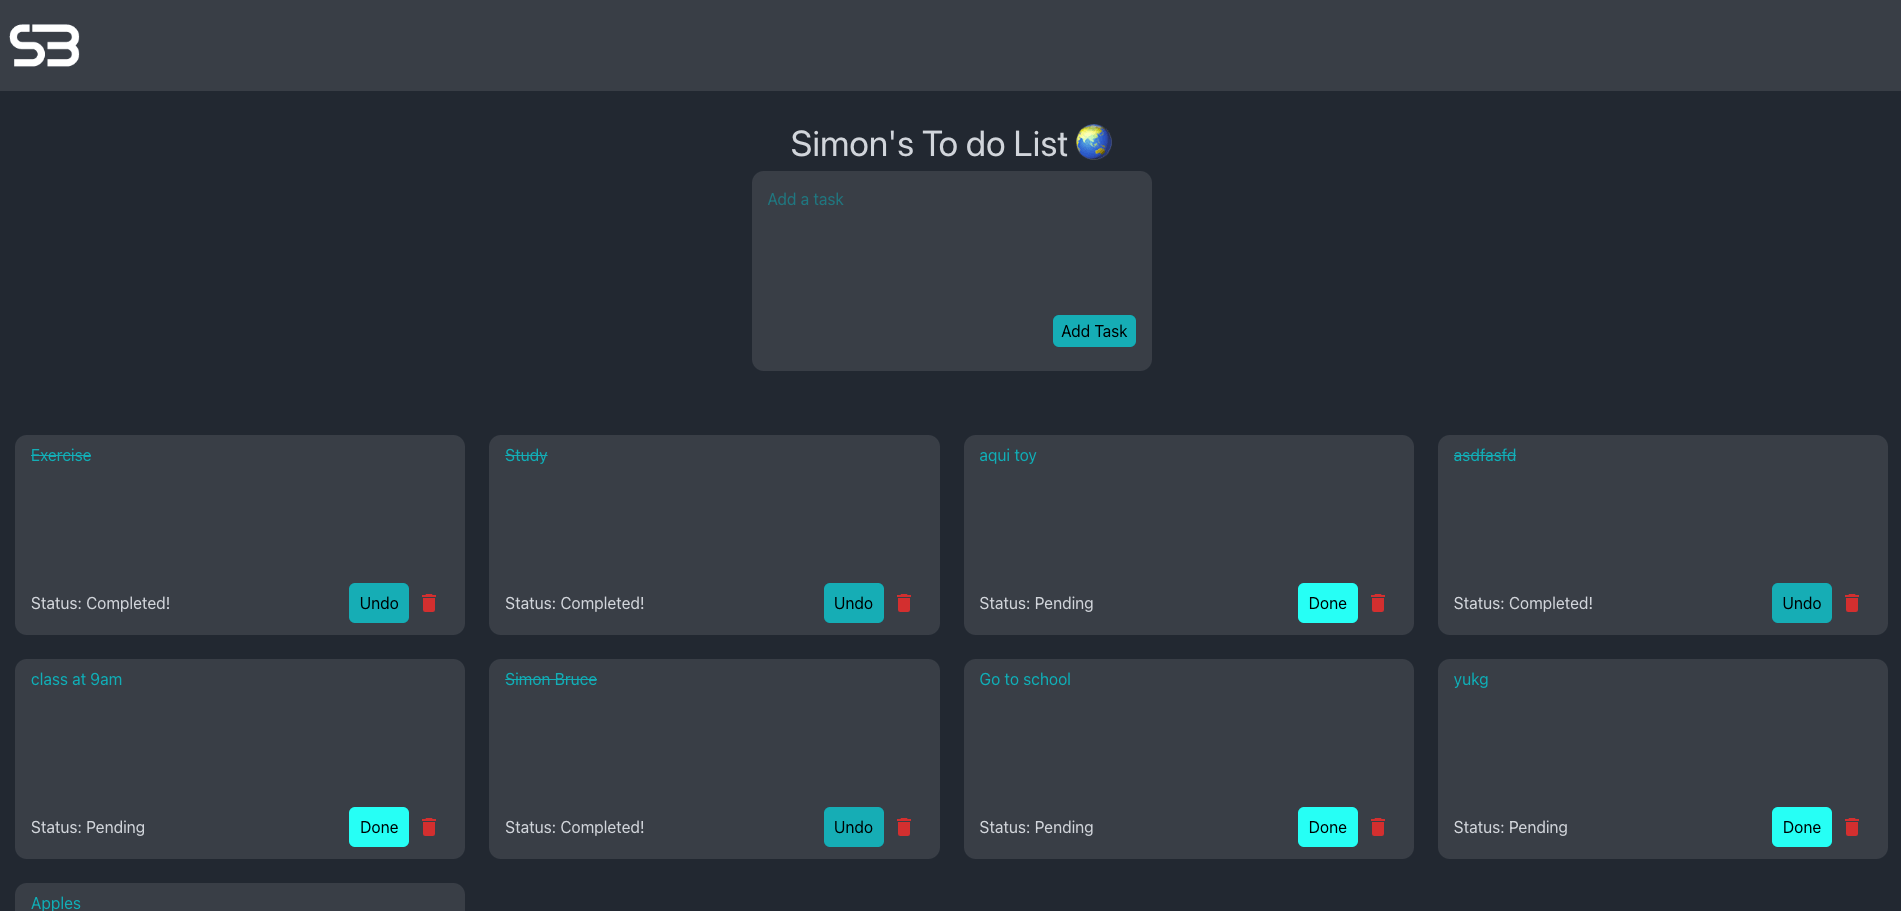 SB
Simon's To do List 🌏
Add a task
Add Task
Exercise
Status: Completed!
Undo
Study
Status: Completed!
Undo
aqui toy
Status: Pending
Done
asdfasfd
Status: Completed!
Undo
class at 9am
Status: Pending
Done
Simon Bruce
Status: Completed!
Undo
Go to school
Status: Pending
Done
yukg
Status: Pending
Done
Apples